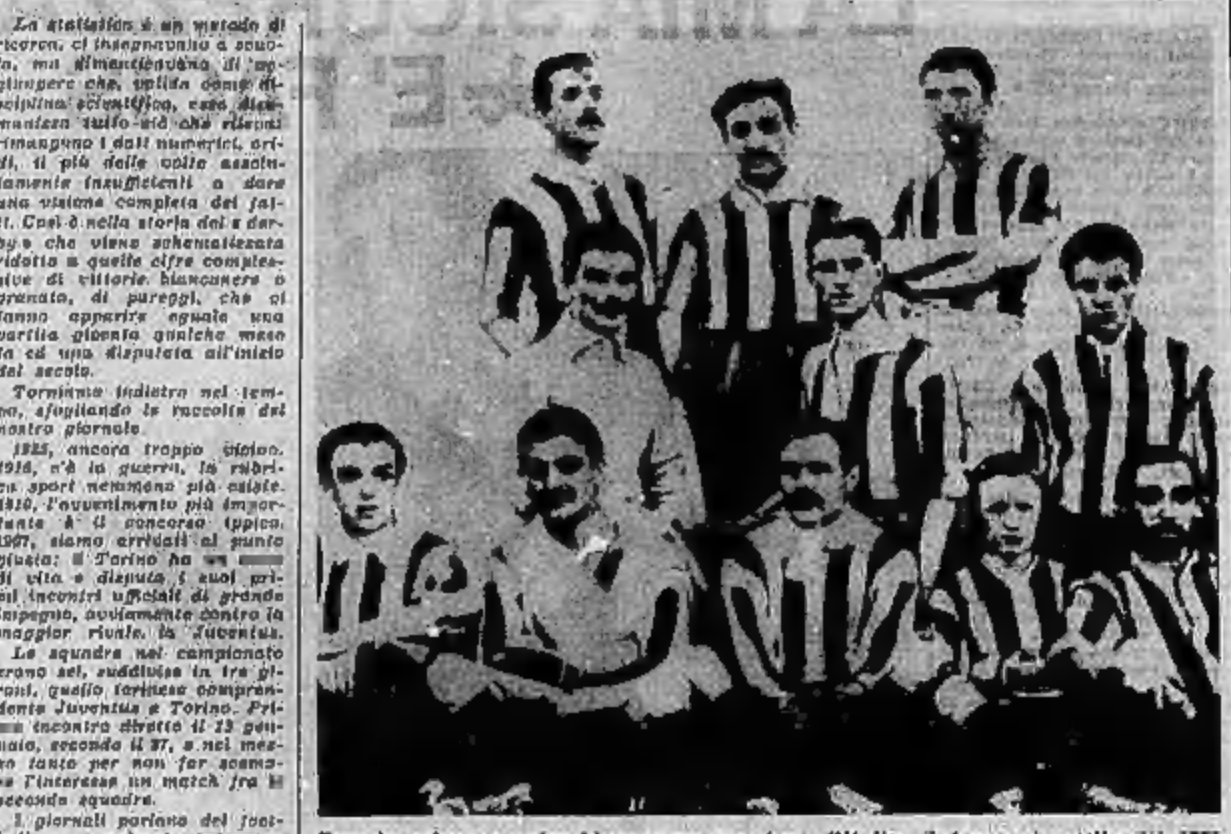 La statistica è un metodo di
ricerca, ci insegnavano a scuo-
la, ma dimenticavano di ag-
giungere che, valida come di-
sciplina scientifica, essa disu-
manizza tutto ciò che
rimangono i dati numerici, ari-
di, il più delle volte assolu-
tamente insufficienti a dare
una visione completa dei fat-
ti. Così è nella storia dei « der-
by » che viene schematizzata
ridotta a quelle cifre comples-
sive di vittorie bianconere o
granata, di pareggi, che ci
fanno apparire eguale una
partita giocata qualche mese
fa ed una disputata all'inizio
del secolo.
Torniamo indietro nel tem-
po, sfogliando le raccolte del
nostro giornale.
1925, ancora troppo vicino.
1916, c'è la guerra, la rubri-
ca sport nemmeno più esiste.
1910, l'avvenimento più impor-
tante è il concorso ippico.
1907, siamo arrivati al punto
giusto: Torino ha
di vita e disputa i suoi pri-
mi incontri ufficiali di grande
impegno, ovviamente contro la
maggior rivale, la Juventus.
Le squadre nel campionato
erano sei, suddivise in tre gi-
roni, quello torinese compren-
dente Juventus e Torino. Pri-
incontro diretto il 13 gen-
naio, secondo il 27, e nel mez-
zo tanto per non far scema-
re l'interesse un match fra
seconde squadre.
I giornali parlano del foot-